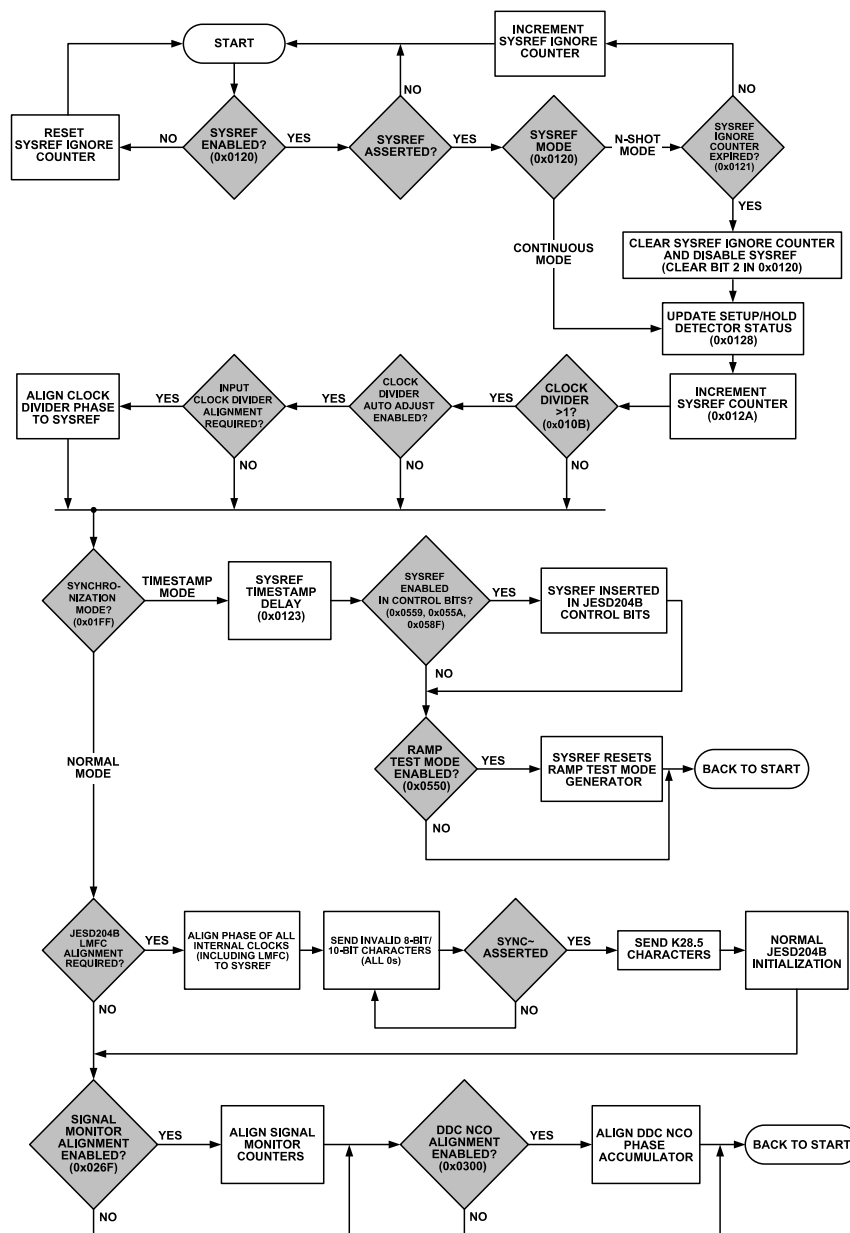 START
INCREMENT
SYSREF IGNORE
COUNTER
RESET
SYSREF IGNORE
COUNTER
NO
SYSREF
ENABLED?
(0x0120)
YES
NO
SYSREF
ASSERTED?
YES
SYSREF
MODE
(0x0120)
N-SHOT
MODE
NO
SYSREF
IGNORE
COUNTER
EXPIRED?
(0x0121)
YES
CONTINUOUS
MODE
CLEAR SYSREF IGNORE COUNTER
AND DISABLE SYSREF
(CLEAR BIT 2 IN 0x0120)
UPDATE SETUP/HOLD
DETECTOR STATUS
(0x0128)
ALIGN CLOCK
DIVIDER PHASE
TO SYSREF
YES
INPUT
CLOCK DIVIDER
ALIGNMENT
REQUIRED?
NO
YES
CLOCK
DIVIDER
AUTO ADJUST
ENABLED?
NO
YES
CLOCK
DIVIDER
>1?
(0x010B)
NO
INCREMENT
SYSREF COUNTER
(0x012A)
SYNCHRO-
NIZATION
MODE?
(0x01FF)
TIMESTAMP
MODE
SYSREF
TIMESTAMP
DELAY
(0x0123)
SYSREF
ENABLED
IN CONTROL BITS?
(0x0559, 0x055A,
0x058F)
YES
SYSREF INSERTED
IN JESD204B
CONTROL BITS
NO
NORMAL
MODE
RAMP
TEST MODE
ENABLED?
(0x0550)
YES
SYSREF RESETS
RAMP TEST MODE
GENERATOR
BACK TO START
NO
JESD204B
LMFC
ALIGNMENT
REQUIRED?
YES
ALIGN PHASE OF ALL
INTERNAL CLOCKS
(INCLUDING LMFC)
TO SYSREF
SEND INVALID 8-BIT/
10-BIT CHARACTERS
(ALL 0s)
SYNC~
ASSERTED
YES
SEND K28.5
CHARACTERS
NORMAL
JESD204B
INITIALIZATION
NO
NO
SIGNAL
MONITOR
ALIGNMENT
ENABLED?
(0x026F)
YES
ALIGN SIGNAL
MONITOR
COUNTERS
DDC NCO
ALIGNMENT
ENABLED?
(0x0300)
YES
ALIGN DDC NCO
PHASE
ACCUMULATOR
BACK TO START
NO
NO